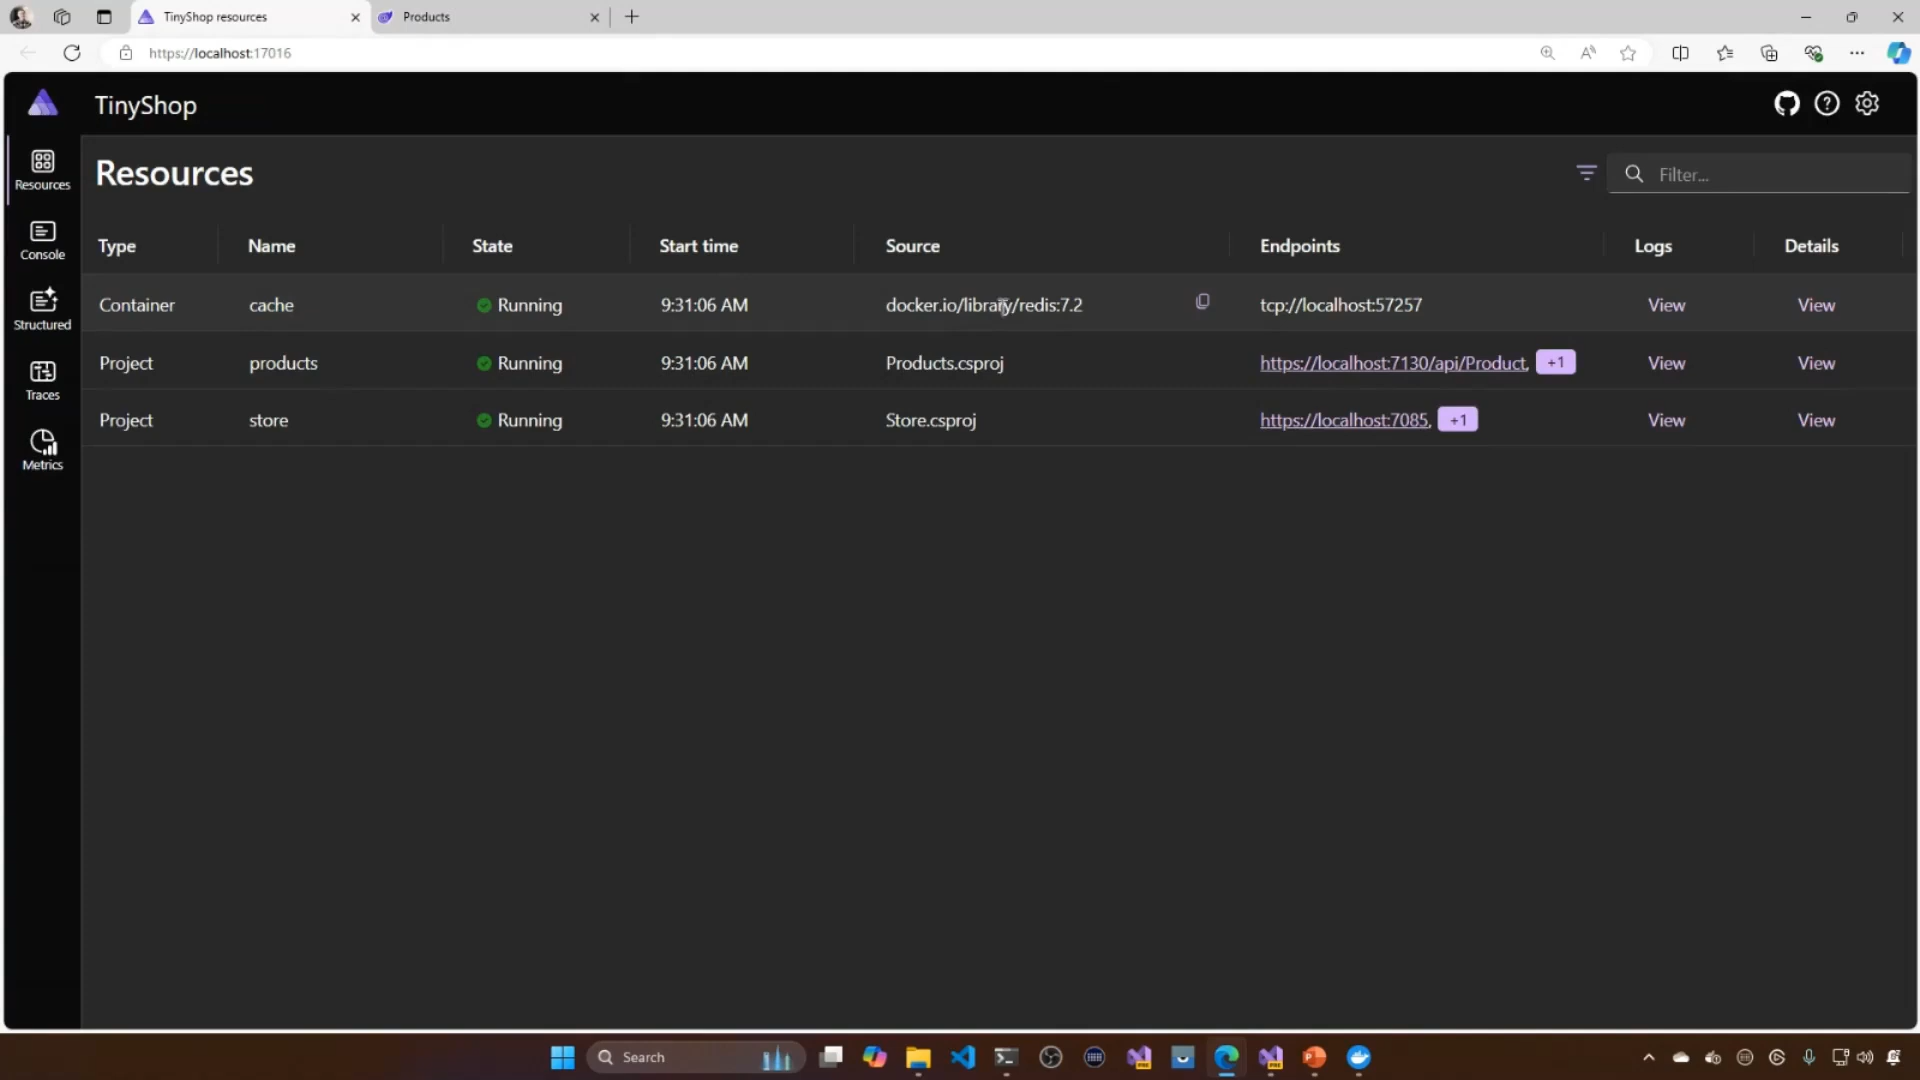 TinyShop resources
Products
https://localhost:17016
TinyShop
Resources
Filter...
Resources
Console
Structured
Traces
Metrics
Type Name State Start time Source Endpoints Logs Details
Container cache Running 9:31:06 AM docker.io/library/redis:7.2 tcp://localhost:57257 View View
Project products Running 9:31:06 AM Products.csproj https://localhost:7130/api/Product, +1 View View
Project store Running 9:31:06 AM Store.csproj https://localhost:7085, +1 View View
Search